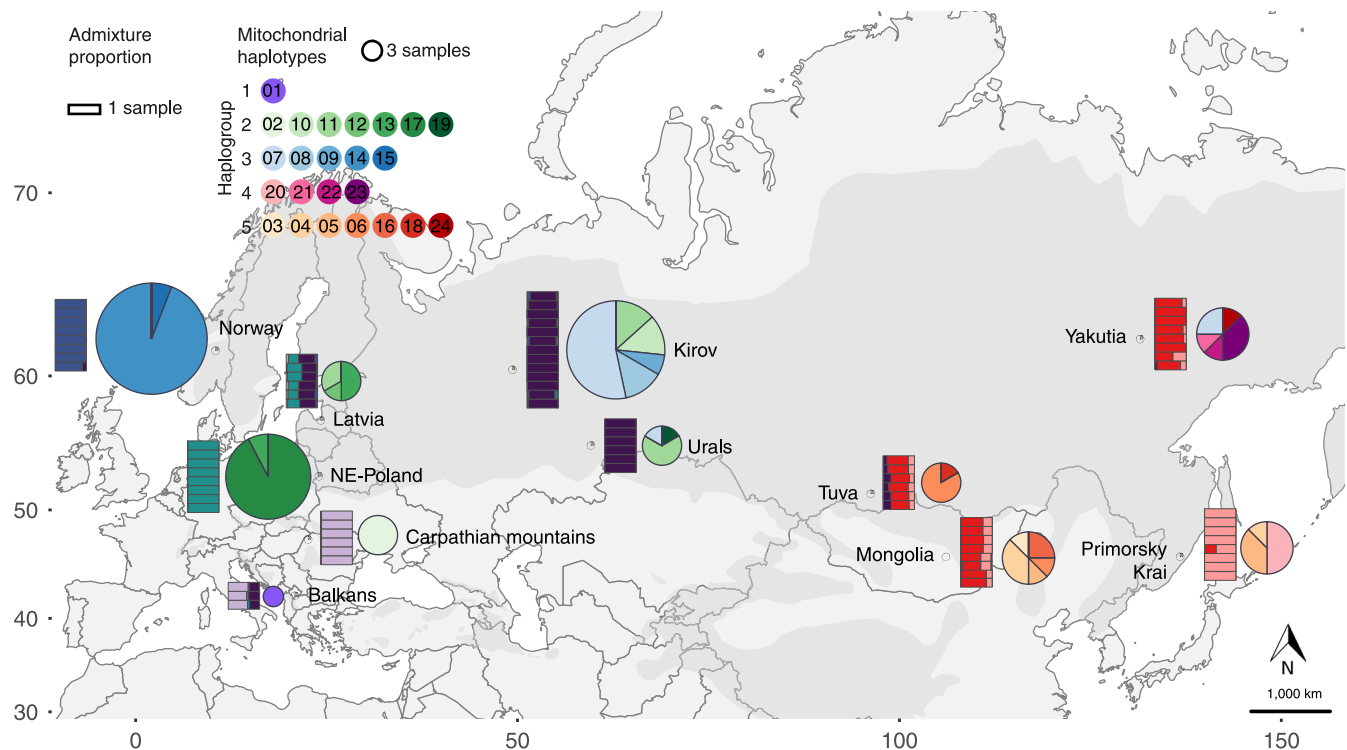 Admixture
proportion
1 sample
Mitochondrial
haplotypes
3 samples
Haplogroup
1 01
2 02 10 11 12 13 17 19
3 07 08 09 14 15
4 20 21 22 23
5 03 04 05 06 16 18 24
70
60
50
40
30
Norway
Kirov
Yakutia
Latvia
Urals
NE-Poland
Tuva
Carpathian mountains
Mongolia
Primorsky
Krai
Balkans
N
1,000 km
0
50
100
150